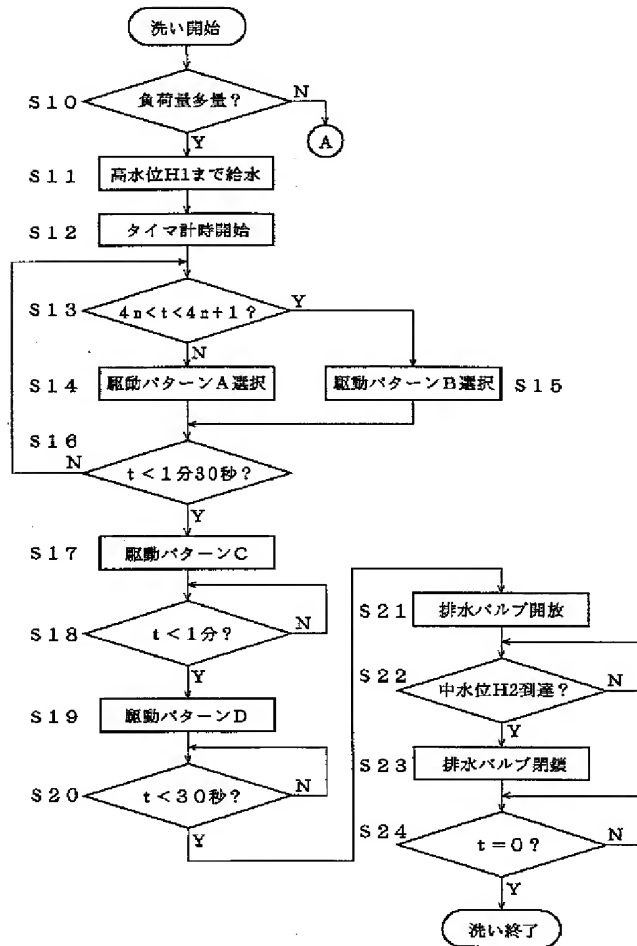 洗い開始
S10
負荷量多量?
N
A
Y
S11
高水位H1まで給水
S12
タイマ計時開始
S13
4n<t<4n+1?
Y
N
S14
駆動パターンA選択
駆動パターンB選択
S15
S16
N
t<1分30秒?
Y
S17
駆動パターンC
S18
t<1分?
N
Y
S19
駆動パターンD
S20
t<30秒?
N
Y
S21
排水バルブ開放
S22
中水位H2到達?
N
Y
S23
排水バルブ閉鎖
S24
t=0?
N
Y
洗い終了